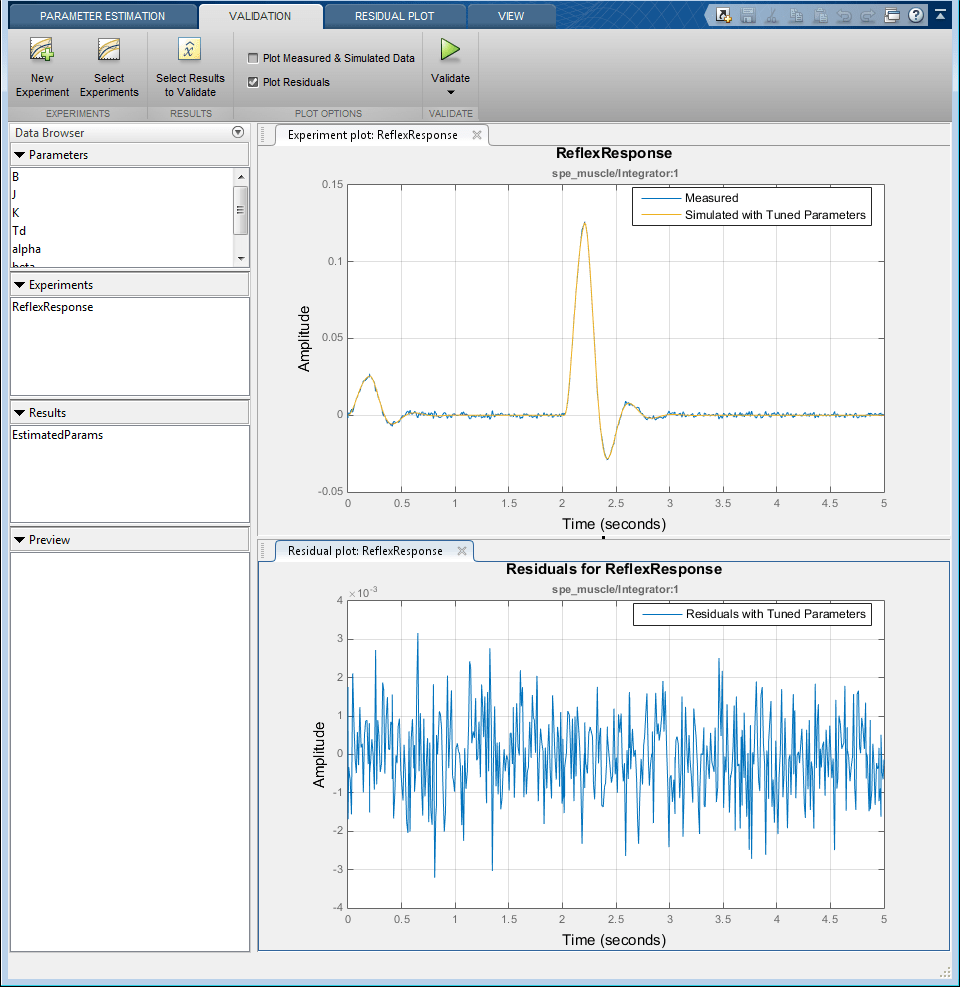 PARAMETER ESTIMATION
VALIDATION
RESIDUAL PLOT
VIEW
New
Experiment
Select
Experiments
Select Results
to Validate
Plot Measured & Simulated Data
Plot Residuals
Validate
EXPERIMENTS
RESULTS
PLOT OPTIONS
VALIDATE
Data Browser
Parameters
B
J
K
Td
alpha
beta
Experiments
ReflexResponse
Results
EstimatedParams
Preview
Experiment plot: ReflexResponse
ReflexResponse
spe_muscle/Integrator:1
Measured
Simulated with Tuned Parameters
0.15
0.1
0.05
0
-0.05
Amplitude
0 0.5 1 1.5 2 2.5 3 3.5 4 4.5 5
Time (seconds)
Residual plot: ReflexResponse
Residuals for ReflexResponse
spe_muscle/Integrator:1
×10-3
Residuals with Tuned Parameters
4
3
2
1
0
-1
-2
-3
-4
Amplitude
0 0.5 1 1.5 2 2.5 3 3.5 4 4.5 5
Time (seconds)